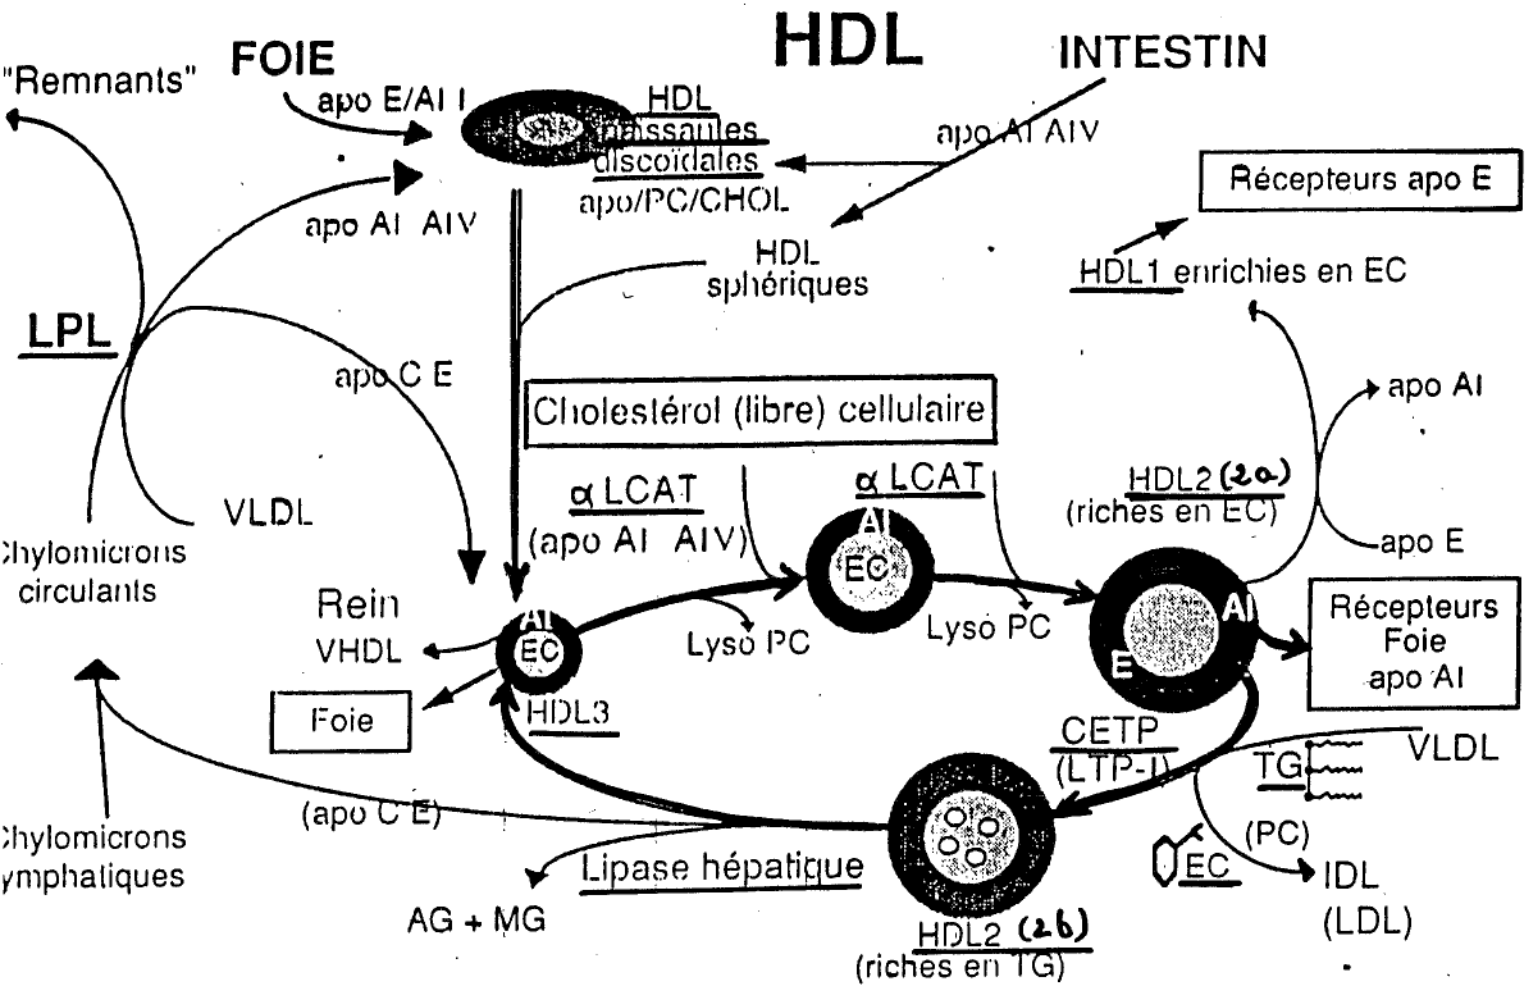 HDL
FOIE
INTESTIN
"Remnants"
apo E/AI I
HDL
naissantes
discoïdales
apo/PC/CHOL
apo AI AIV
Récepteurs apo E
apo AI AIV
HDL
sphériques
HDL1 enrichies en EC
LPL
apo C E
Cholestérol (libre) cellulaire
apo AI
α LCAT
(apo AI AIV)
α LCAT
HDL2 (2a)
(riches en EC)
VLDL
AI
EC
apo E
Chylomicrons
circulants
Rein
VHDL
AI
EC
Lyso PC
Lyso PC
AI
E
Récepteurs
Foie
apo AI
Foie
HDL3
CETP
(LTP-I)
TG
VLDL
(apo C E)
Chylomicrons
ymphatiques
Lipase hépatique
(PC)
EC
IDL
(LDL)
AG + MG
HDL2 (2b)
(riches en TG)